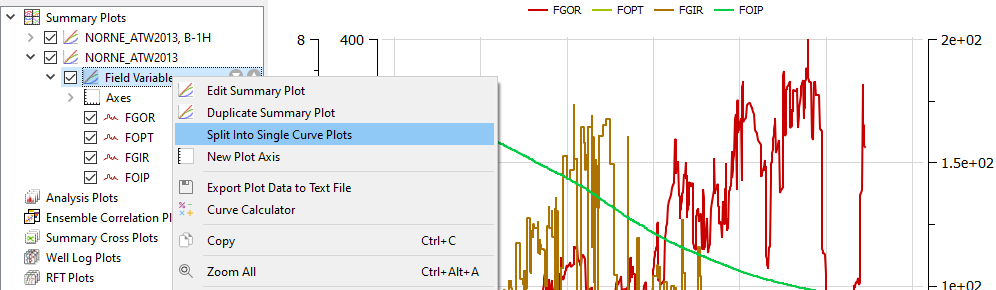 Summary Plots
NORNE_ATW2013, B-1H
NORNE_ATW2013
Field Variable
Axes
FGOR
FOPT
FGIR
FOIP
Analysis Plots
Ensemble Correlation Pl
Summary Cross Plots
Well Log Plots
RFT Plots
Edit Summary Plot
Duplicate Summary Plot
Split Into Single Curve Plots
New Plot Axis
Export Plot Data to Text File
Curve Calculator
Copy Ctrl+C
Zoom All Ctrl+Alt+A
FGOR FOPT FGIR FOIP
8 400 2e+02
1.5e+02
1e+02